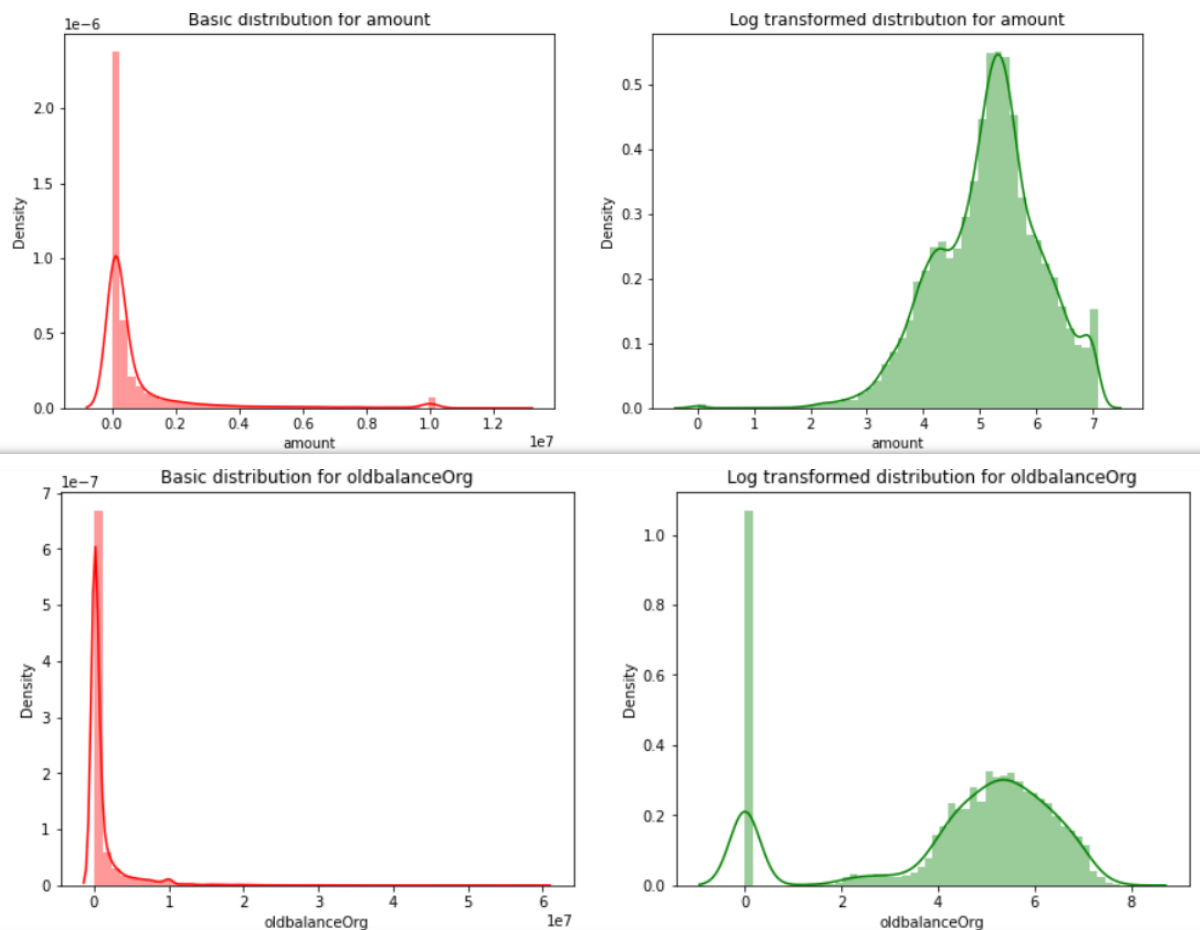 Basic distribution for amount
1e−6
2.0
1.5
1.0
0.5
0.0
Density
0.0 0.2 0.4 0.6 0.8 1.0 1.2
1e7
amount
Log transformed distribution for amount
0.5
0.4
0.3
0.2
0.1
0.0
Density
0 1 2 3 4 5 6 7
amount
Basic distribution for oldbalanceOrg
1e−7
7
6
5
4
3
2
1
0
Density
0 1 2 3 4 5 6
1e7
oldbalanceOrg
Log transformed distribution for oldbalanceOrg
1.0
0.8
0.6
0.4
0.2
0.0
Density
0 2 4 6 8
oldbalanceOrg